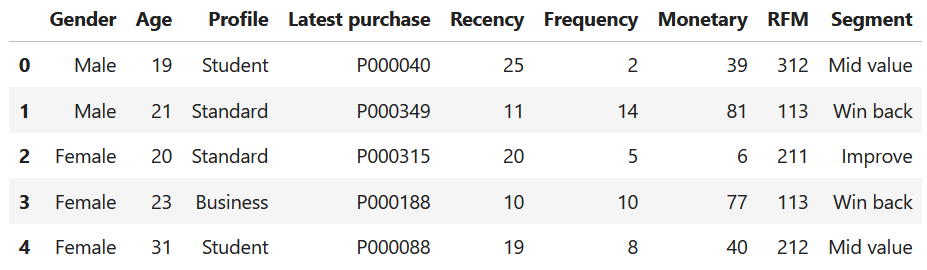 Gender Age Profile Latest purchase Recency Frequency Monetary RFM Segment
0 Male 19 Student P000040 25 2 39 312 Mid value
1 Male 21 Standard P000349 11 14 81 113 Win back
2 Female 20 Standard P000315 20 5 6 211 Improve
3 Female 23 Business P000188 10 10 77 113 Win back
4 Female 31 Student P000088 19 8 40 212 Mid value